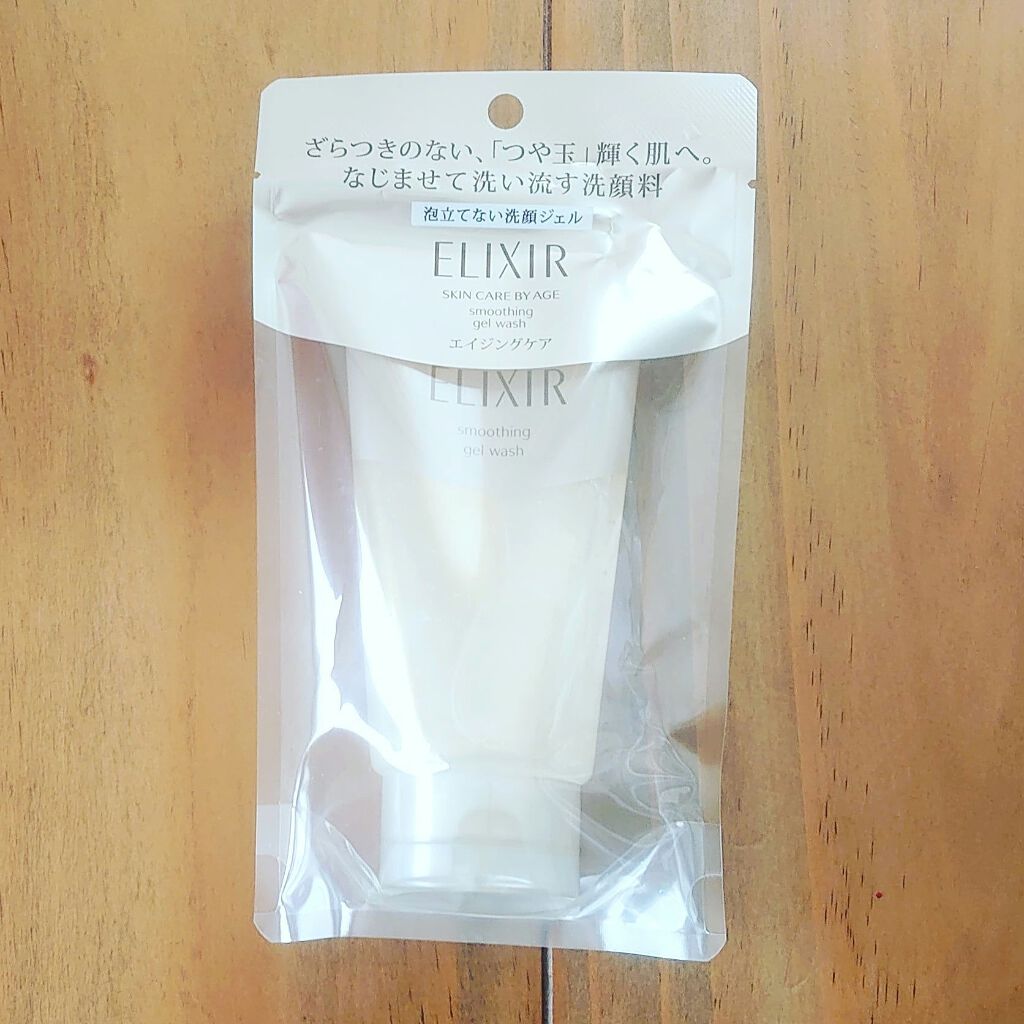 ざらつきのない、「つや玉」輝く肌へ。
なじませて洗い流す洗顔料
泡立てない洗顔ジェル
ELIXIR
SKIN CARE BY AGE
smoothing
gel wash
エイジングケア
ELIXIR
smoothing
gel wash